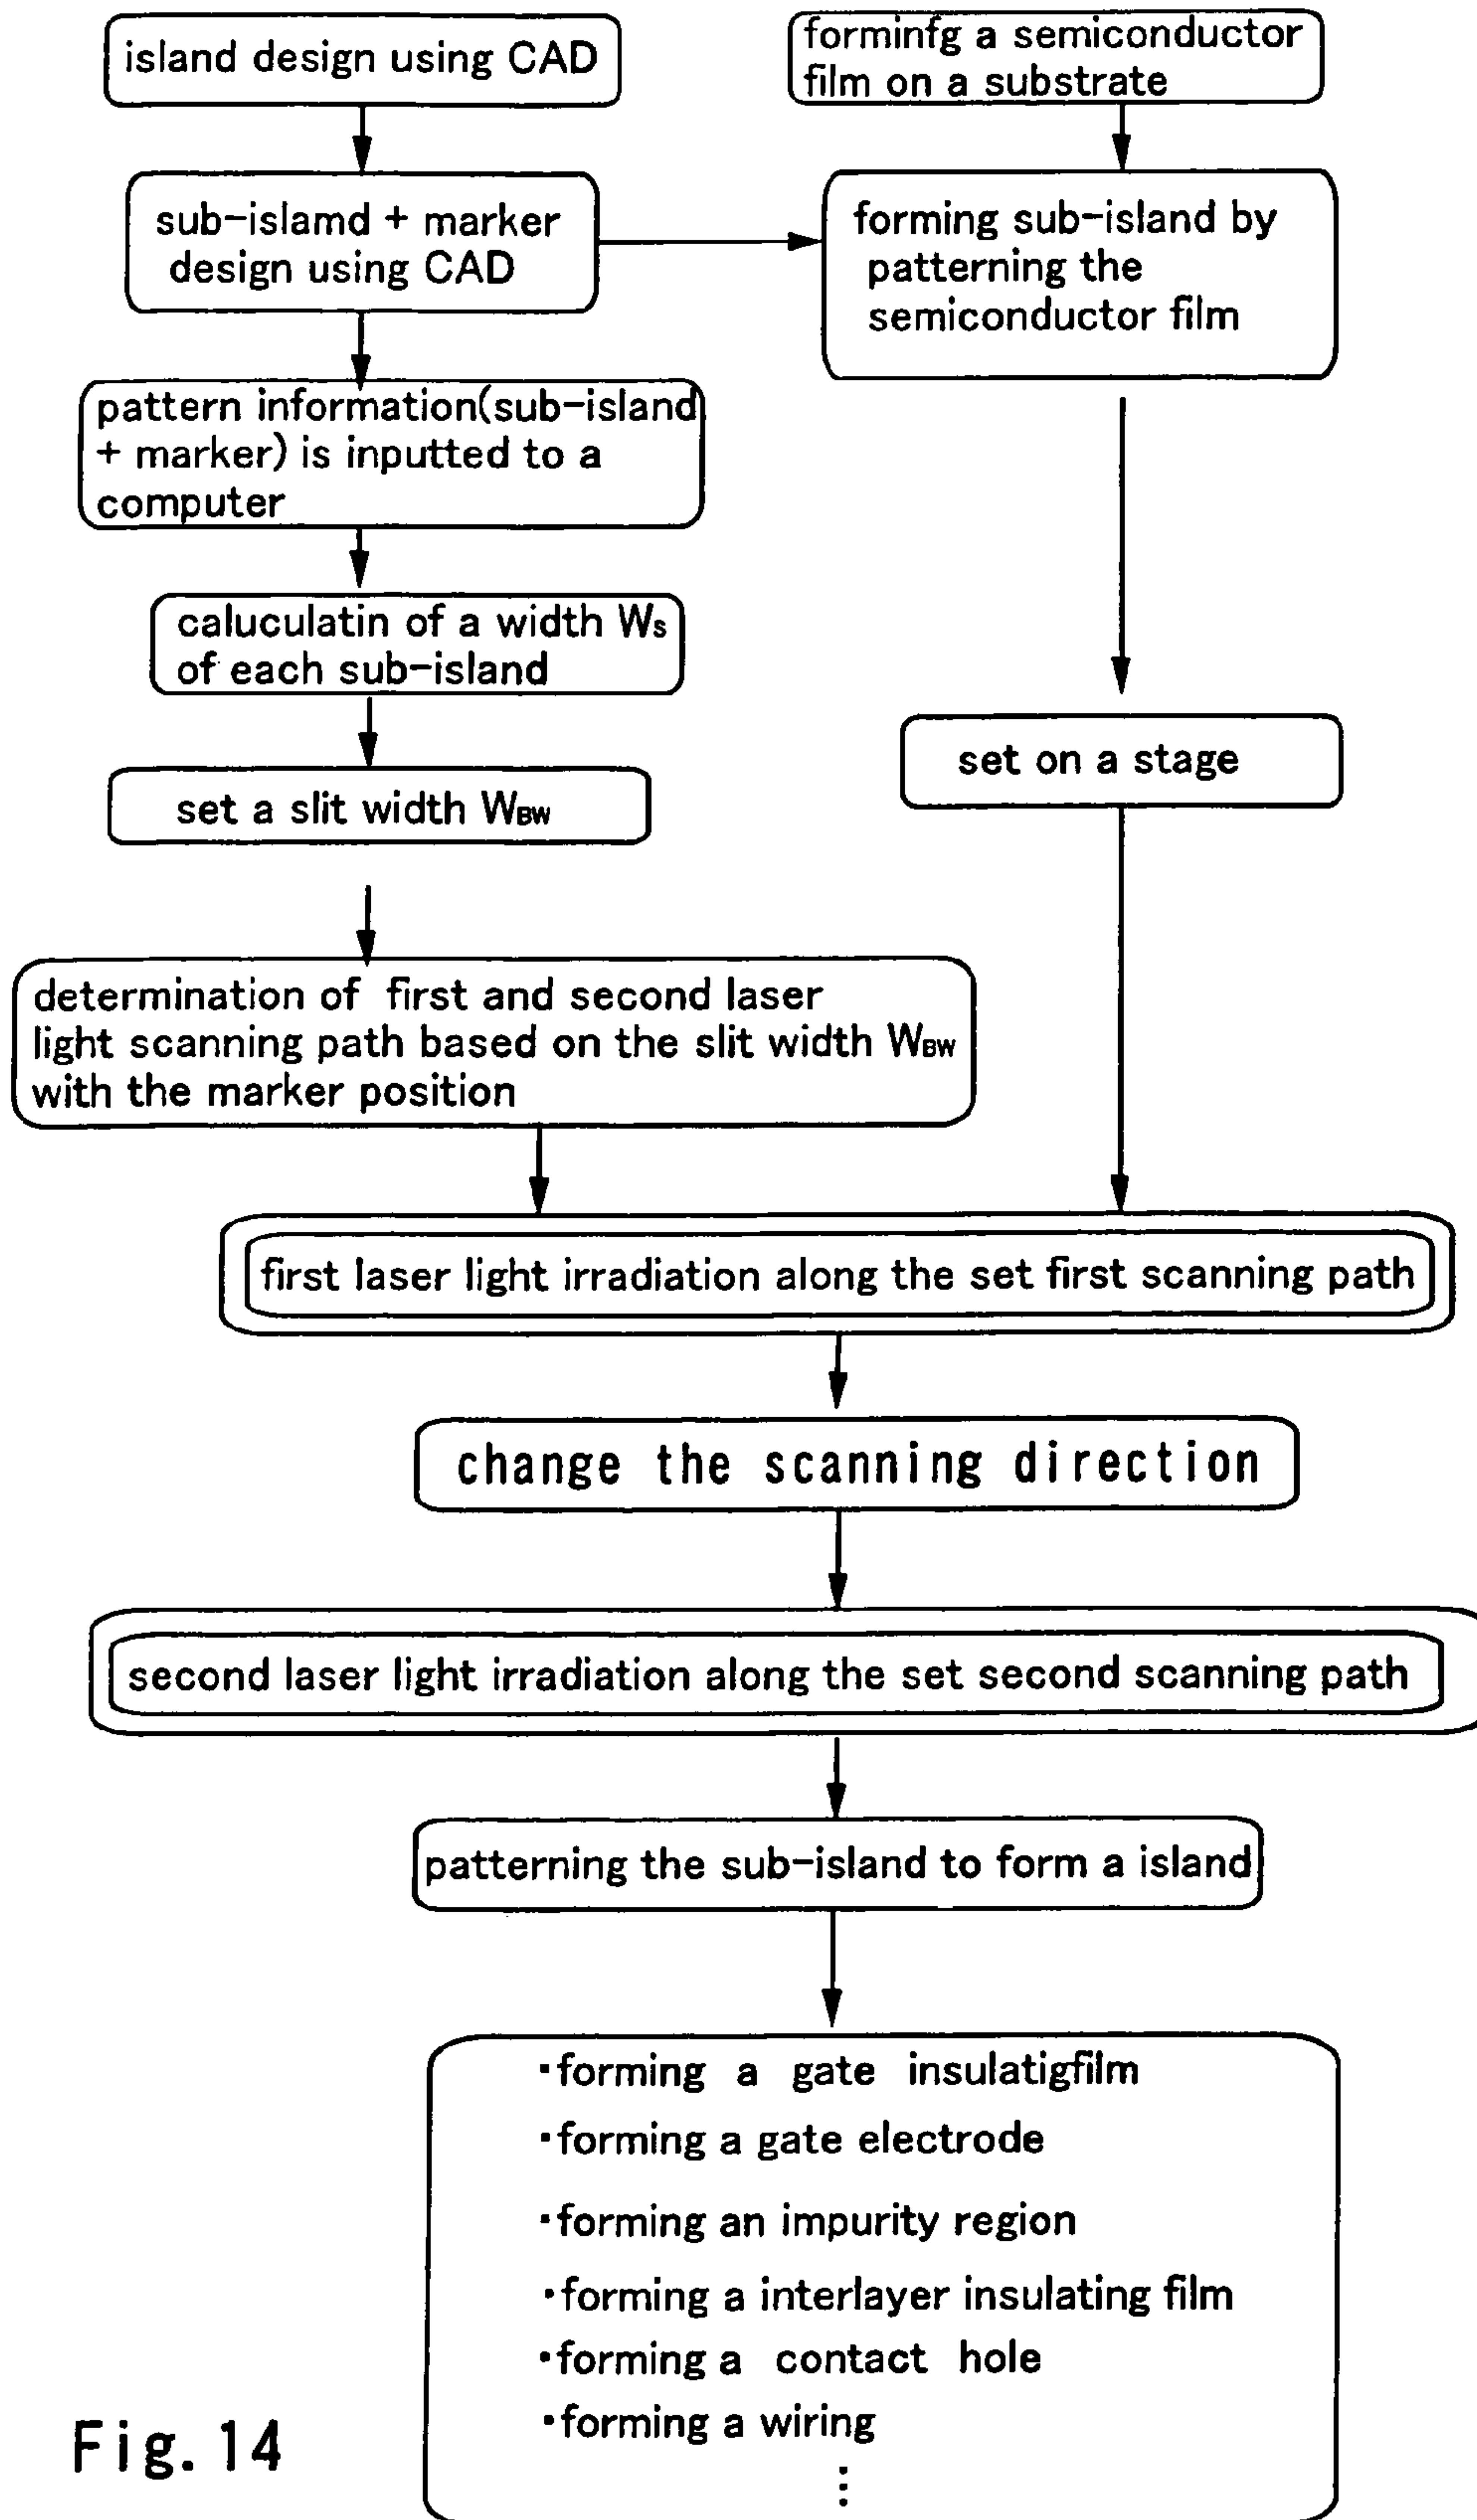 island design using CAD
forminfg a semiconductor
film on a substrate
sub-islamd + marker
design using CAD
forming sub-island by
patterning the
semiconductor film
pattern information(sub-island
+ marker) is inputted to a
computer
caluculatin of a width Ws
of each sub-island
set on a stage
set a slit width WBW
determination of first and second laser
light scanning path based on the slit width WBW
with the marker position
first laser light irradiation along the set first scanning path
change the scanning direction
second laser light irradiation along the set second scanning path
patterning the sub-island to form a island
·forming a gate insulatigfilm
·forming a gate electrode
·forming an impurity region
·forming a interlayer insulating film
·forming a contact hole
·forming a wiring
⋮
Fig.14